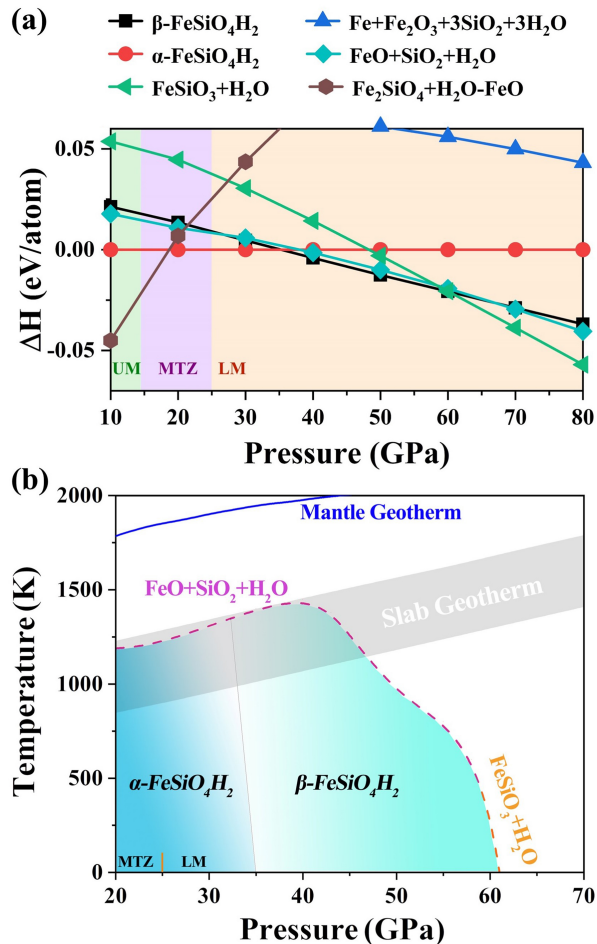 (a)
β-FeSiO₄H₂
Fe+Fe₂O₃+3SiO₂+3H₂O
α-FeSiO₄H₂
FeO+SiO₂+H₂O
FeSiO₃+H₂O
Fe₂SiO₄+H₂O-FeO
0.05
0.00
-0.05
ΔH (eV/atom)
UM
MTZ
LM
10 20 30 40 50 60 70 80
Pressure (GPa)
(b)
2000
1500
1000
500
0
Temperature (K)
Mantle Geotherm
FeO+SiO₂+H₂O
Slab Geotherm
α-FeSiO₄H₂
β-FeSiO₄H₂
FeSiO₃+H₂O
MTZ
LM
20 30 40 50 60 70
Pressure (GPa)